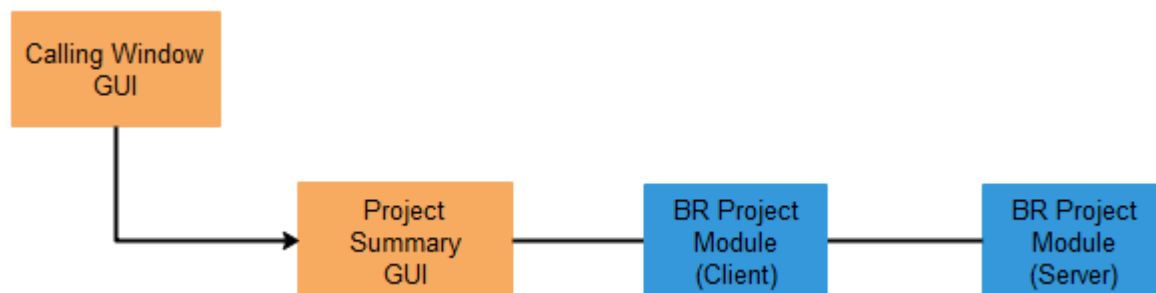 Calling Window
GUI
Project
Summary
GUI
BR Project
Module
(Client)
BR Project
Module
(Server)